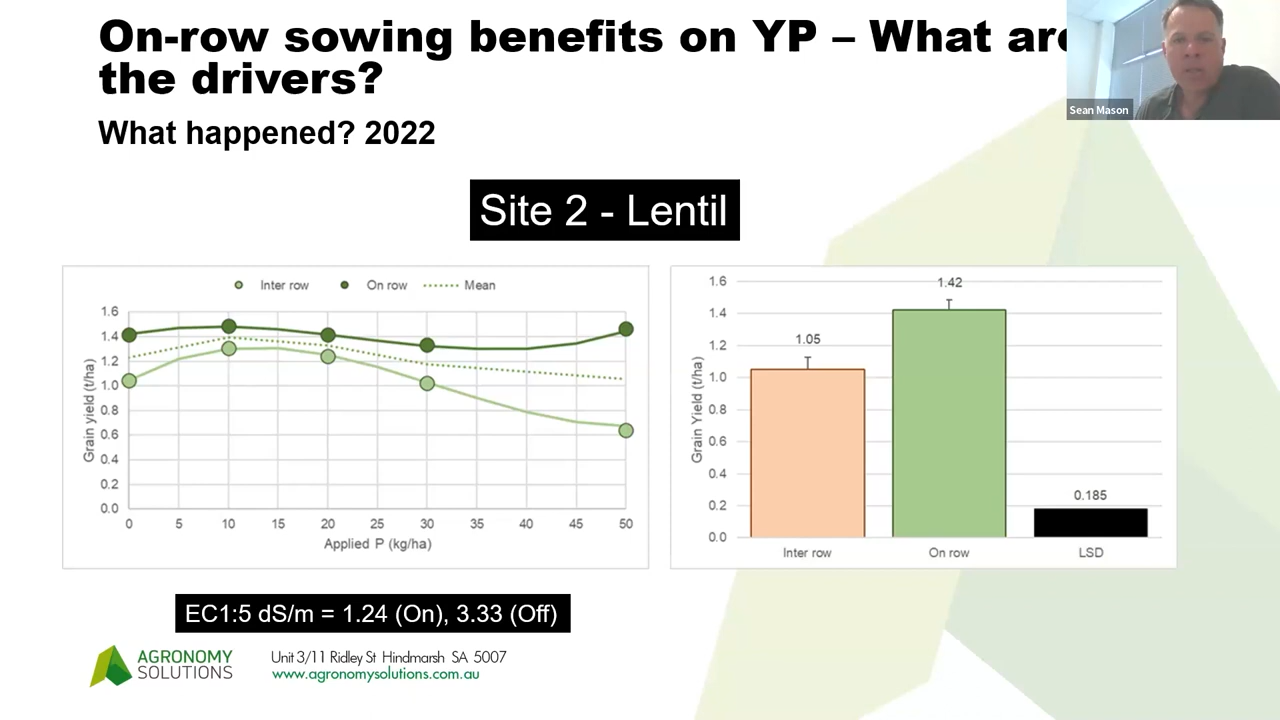 On-row sowing benefits on YP – What are
the drivers?
Sean Mason
What happened? 2022
Site 2 - Lentil
Inter row On row Mean
1.6
1.4
1.2
1.0
0.8
0.6
0.4
0.2
0.0
Grain yield (t/ha)
0 5 10 15 20 25 30 35 40 45 50
Applied P (kg/ha)
1.6
1.4
1.2
1.0
0.8
0.6
0.4
0.2
0.0
Grain Yield (t/ha)
1.05
1.42
0.185
Inter row On row LSD
EC1:5 dS/m = 1.24 (On), 3.33 (Off)
AGRONOMY
SOLUTIONS
Unit 3/11 Ridley St Hindmarsh SA 5007
www.agronomysolutions.com.au